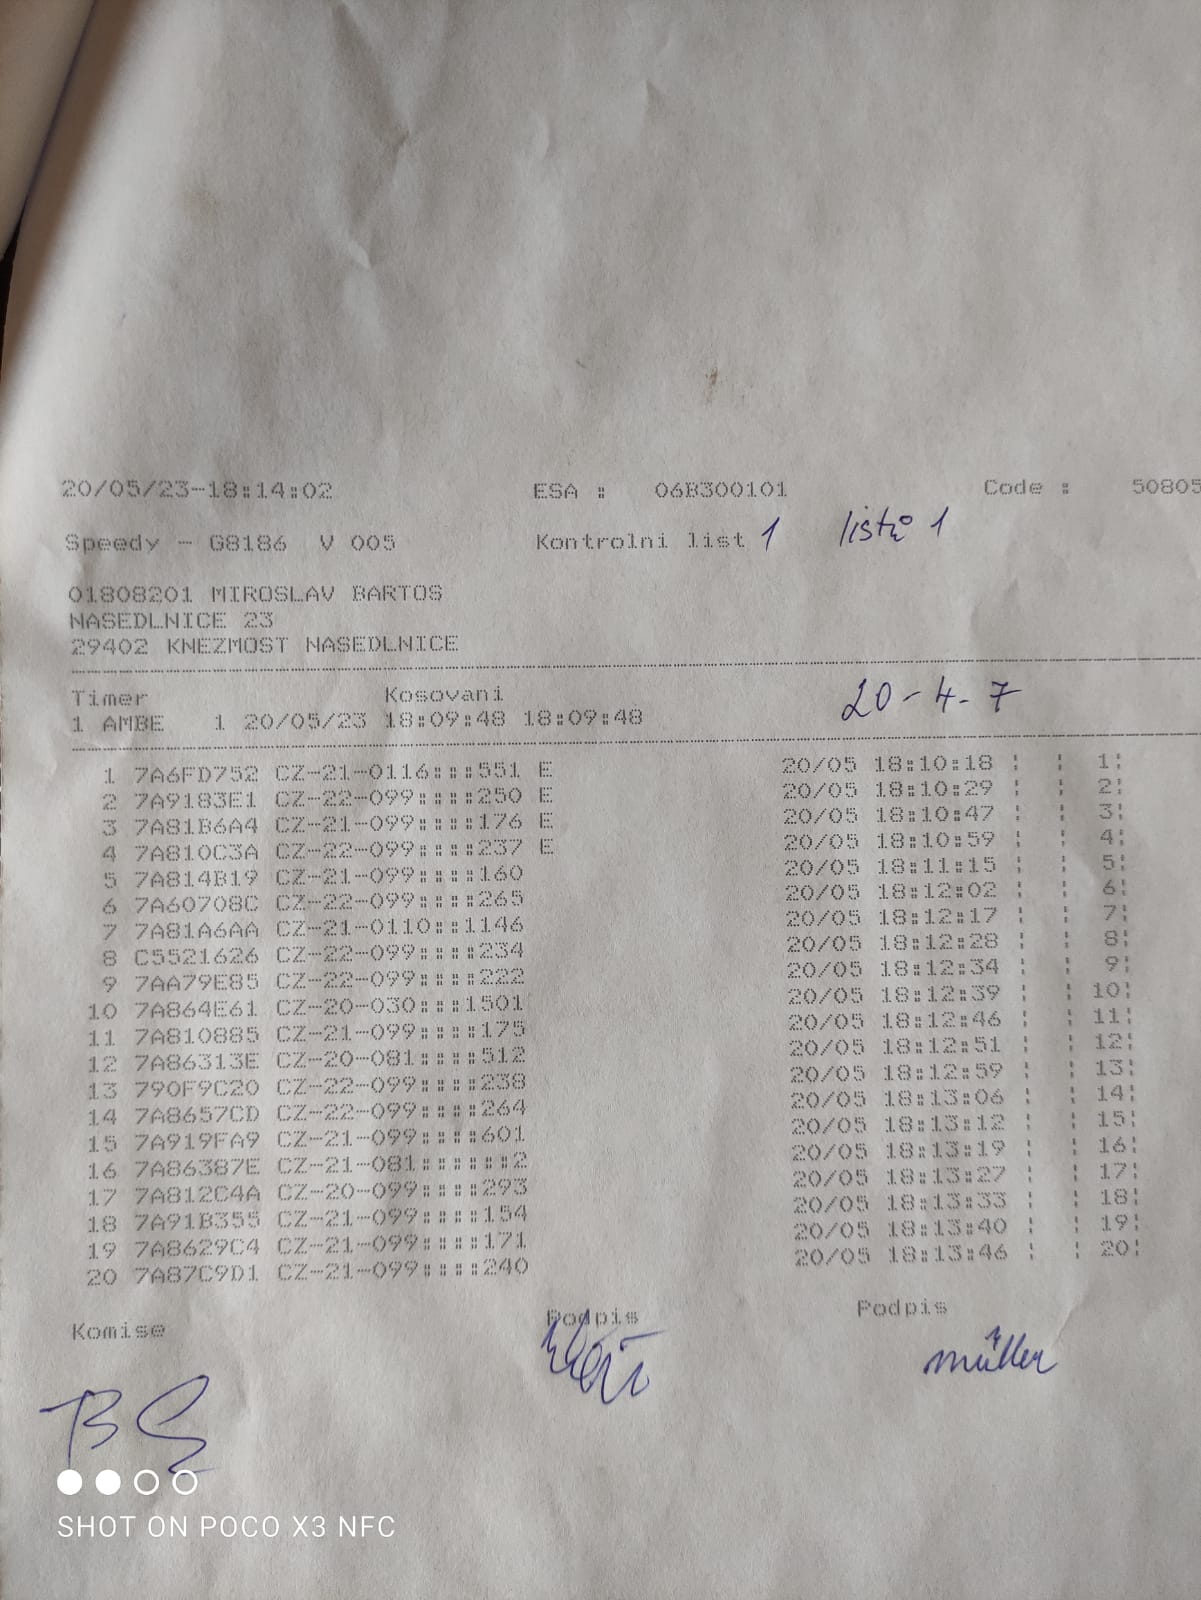 20/05/23-18:14:02 ESA : 06B300101 Code : 50805
Speedy - G8186 V 005 Kontrolni list 1 listů 1
01808201 MIROSLAV BARTOS
NASEDLNICE 23
29402 KNEZMOST NASEDLNICE
Timer Kosovani 20-4-7
1 AMBE 1 20/05/23 18:09:48 18:09:48
1 7A6FD752 CZ-21-0116:::551 E 20/05 18:10:18 ¦ ¦ 1¦
2 7A9183E1 CZ-22-099::::250 E 20/05 18:10:29 ¦ ¦ 2¦
3 7A81B6A4 CZ-21-099::::176 E 20/05 18:10:47 ¦ ¦ 3¦
4 7A810C3A CZ-22-099::::237 E 20/05 18:10:59 ¦ ¦ 4¦
5 7A814B19 CZ-21-099::::160 20/05 18:11:15 ¦ ¦ 5¦
6 7A60708C CZ-22-099::::265 20/05 18:12:02 ¦ ¦ 6¦
7 7A81A6AA CZ-21-0110::1146 20/05 18:12:17 ¦ ¦ 7¦
8 C5521626 CZ-22-099::::234 20/05 18:12:28 ¦ ¦ 8¦
9 7AA79E85 CZ-22-099::::222 20/05 18:12:34 ¦ ¦ 9¦
10 7A864E61 CZ-20-030:::1501 20/05 18:12:39 ¦ ¦ 10¦
11 7A810885 CZ-21-099::::175 20/05 18:12:46 ¦ ¦ 11¦
12 7A86313E CZ-20-081::::512 20/05 18:12:51 ¦ ¦ 12¦
13 790F9C20 CZ-22-099::::238 20/05 18:12:59 ¦ ¦ 13¦
14 7A8657CD CZ-22-099::::264 20/05 18:13:06 ¦ ¦ 14¦
15 7A919FA9 CZ-21-099::::601 20/05 18:13:12 ¦ ¦ 15¦
16 7A86387E CZ-21-081::::::2 20/05 18:13:19 ¦ ¦ 16¦
17 7A812C4A CZ-20-099::::293 20/05 18:13:27 ¦ ¦ 17¦
18 7A91B355 CZ-21-099::::154 20/05 18:13:33 ¦ ¦ 18¦
19 7A8629C4 CZ-21-099::::171 20/05 18:13:40 ¦ ¦ 19¦
20 7A87C9D1 CZ-21-099::::240 20/05 18:13:46 ¦ ¦ 20¦
Komise Podpis Podpis
müller
SHOT ON POCO X3 NFC